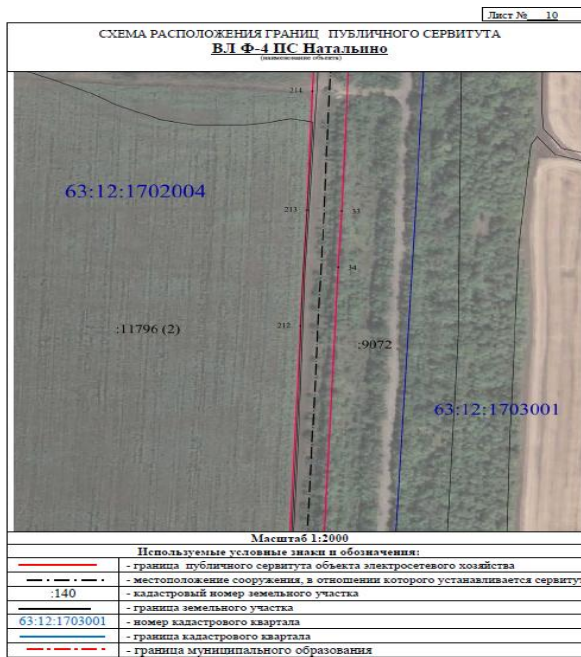 Лист № 10
СХЕМА РАСПОЛОЖЕНИЯ ГРАНИЦ ПУБЛИЧНОГО СЕРВИТУТА
ВЛ Ф-4 ПС Натальино
(наименование объекта)
214
63:12:1702004
213
33
34
212
:11796 (2)
:9072
63:12:1703001
Масштаб 1:2000
Используемые условные знаки и обозначения:
- граница публичного сервитута объекта электросетевого хозяйства
- местоположение сооружения, в отношении которого устанавливается сервитут
:140 - кадастровый номер земельного участка
- граница земельного участка
63:12:1703001 - номер кадастрового квартала
- граница кадастрового квартала
- граница муниципального образования